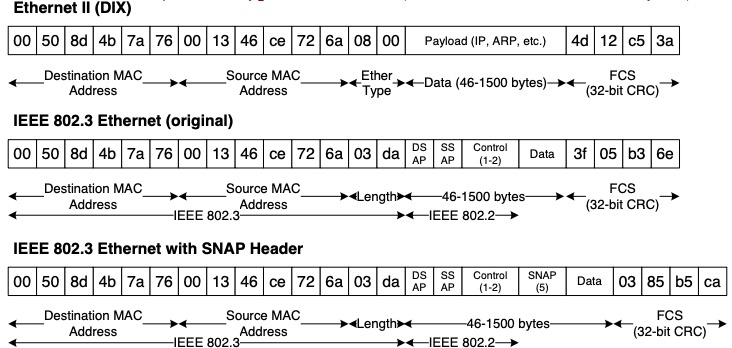 Ethernet II (DIX)
00 50 8d 4b 7a 76 00 13 46 ce 72 6a 08 00 Payload (IP, ARP, etc.) 4d 12 c5 3a
Destination MAC Address Source MAC Address Ether Type Data (46-1500 bytes) FCS (32-bit CRC)
IEEE 802.3 Ethernet (original)
00 50 8d 4b 7a 76 00 13 46 ce 72 6a 03 da DS AP SS AP Control (1-2) Data 3f 05 b3 6e
Destination MAC Address Source MAC Address Length 46-1500 bytes FCS (32-bit CRC)
IEEE 802.3 IEEE 802.2
IEEE 802.3 Ethernet with SNAP Header
00 50 8d 4b 7a 76 00 13 46 ce 72 6a 03 da DS AP SS AP Control (1-2) SNAP (5) Data 03 85 b5 ca
Destination MAC Address Source MAC Address Length 46-1500 bytes FCS (32-bit CRC)
IEEE 802.3 IEEE 802.2